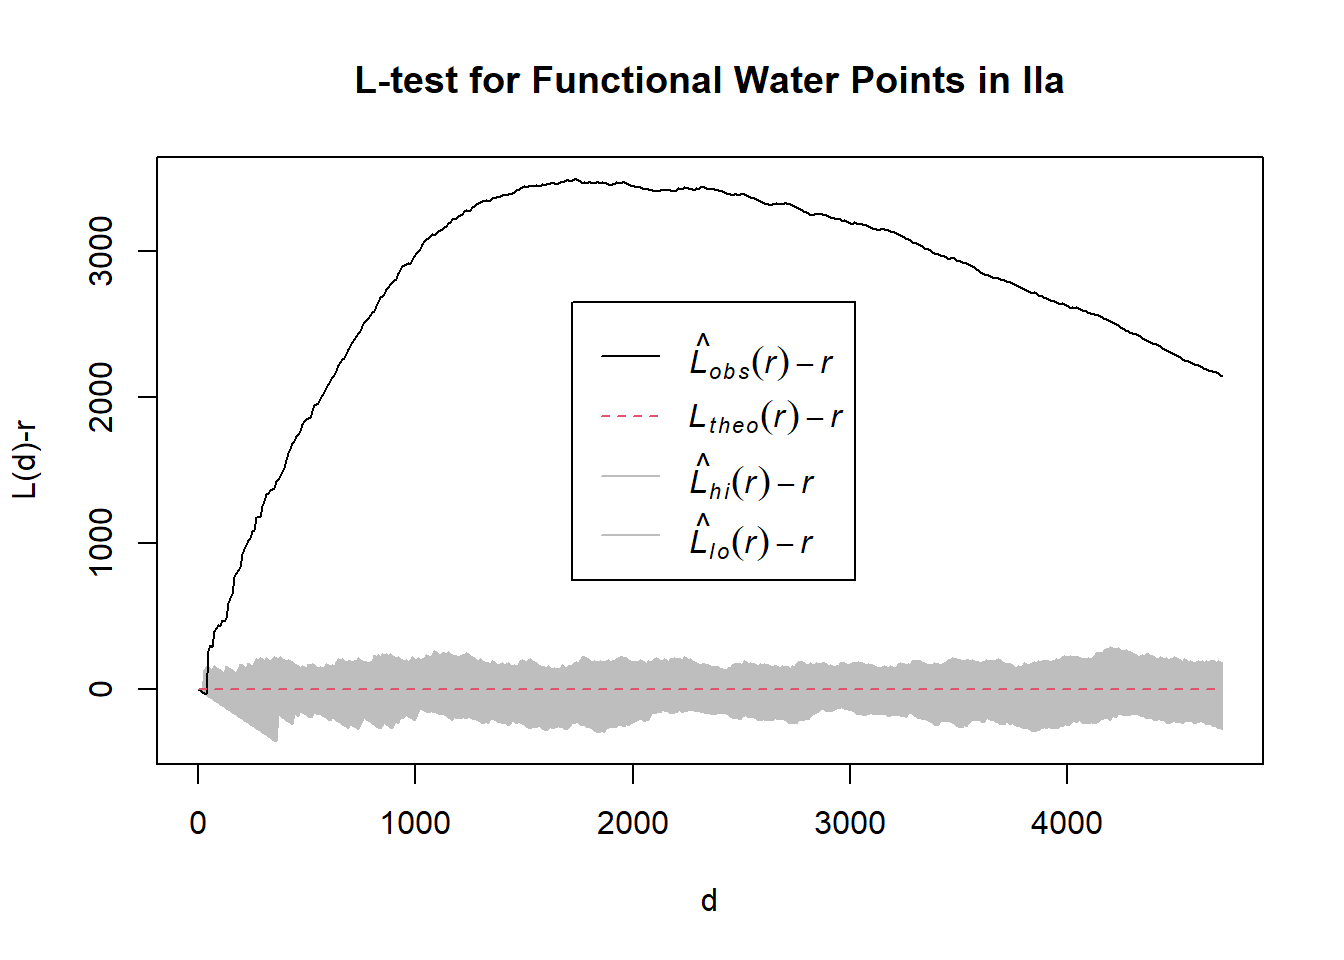 L-test for Functional Water Points in Ila
L(d)-r
3000
2000
1000
0
L̂obs(r) − r
Ltheo(r) − r
L̂hi(r) − r
L̂lo(r) − r
0 1000 2000 3000 4000
d